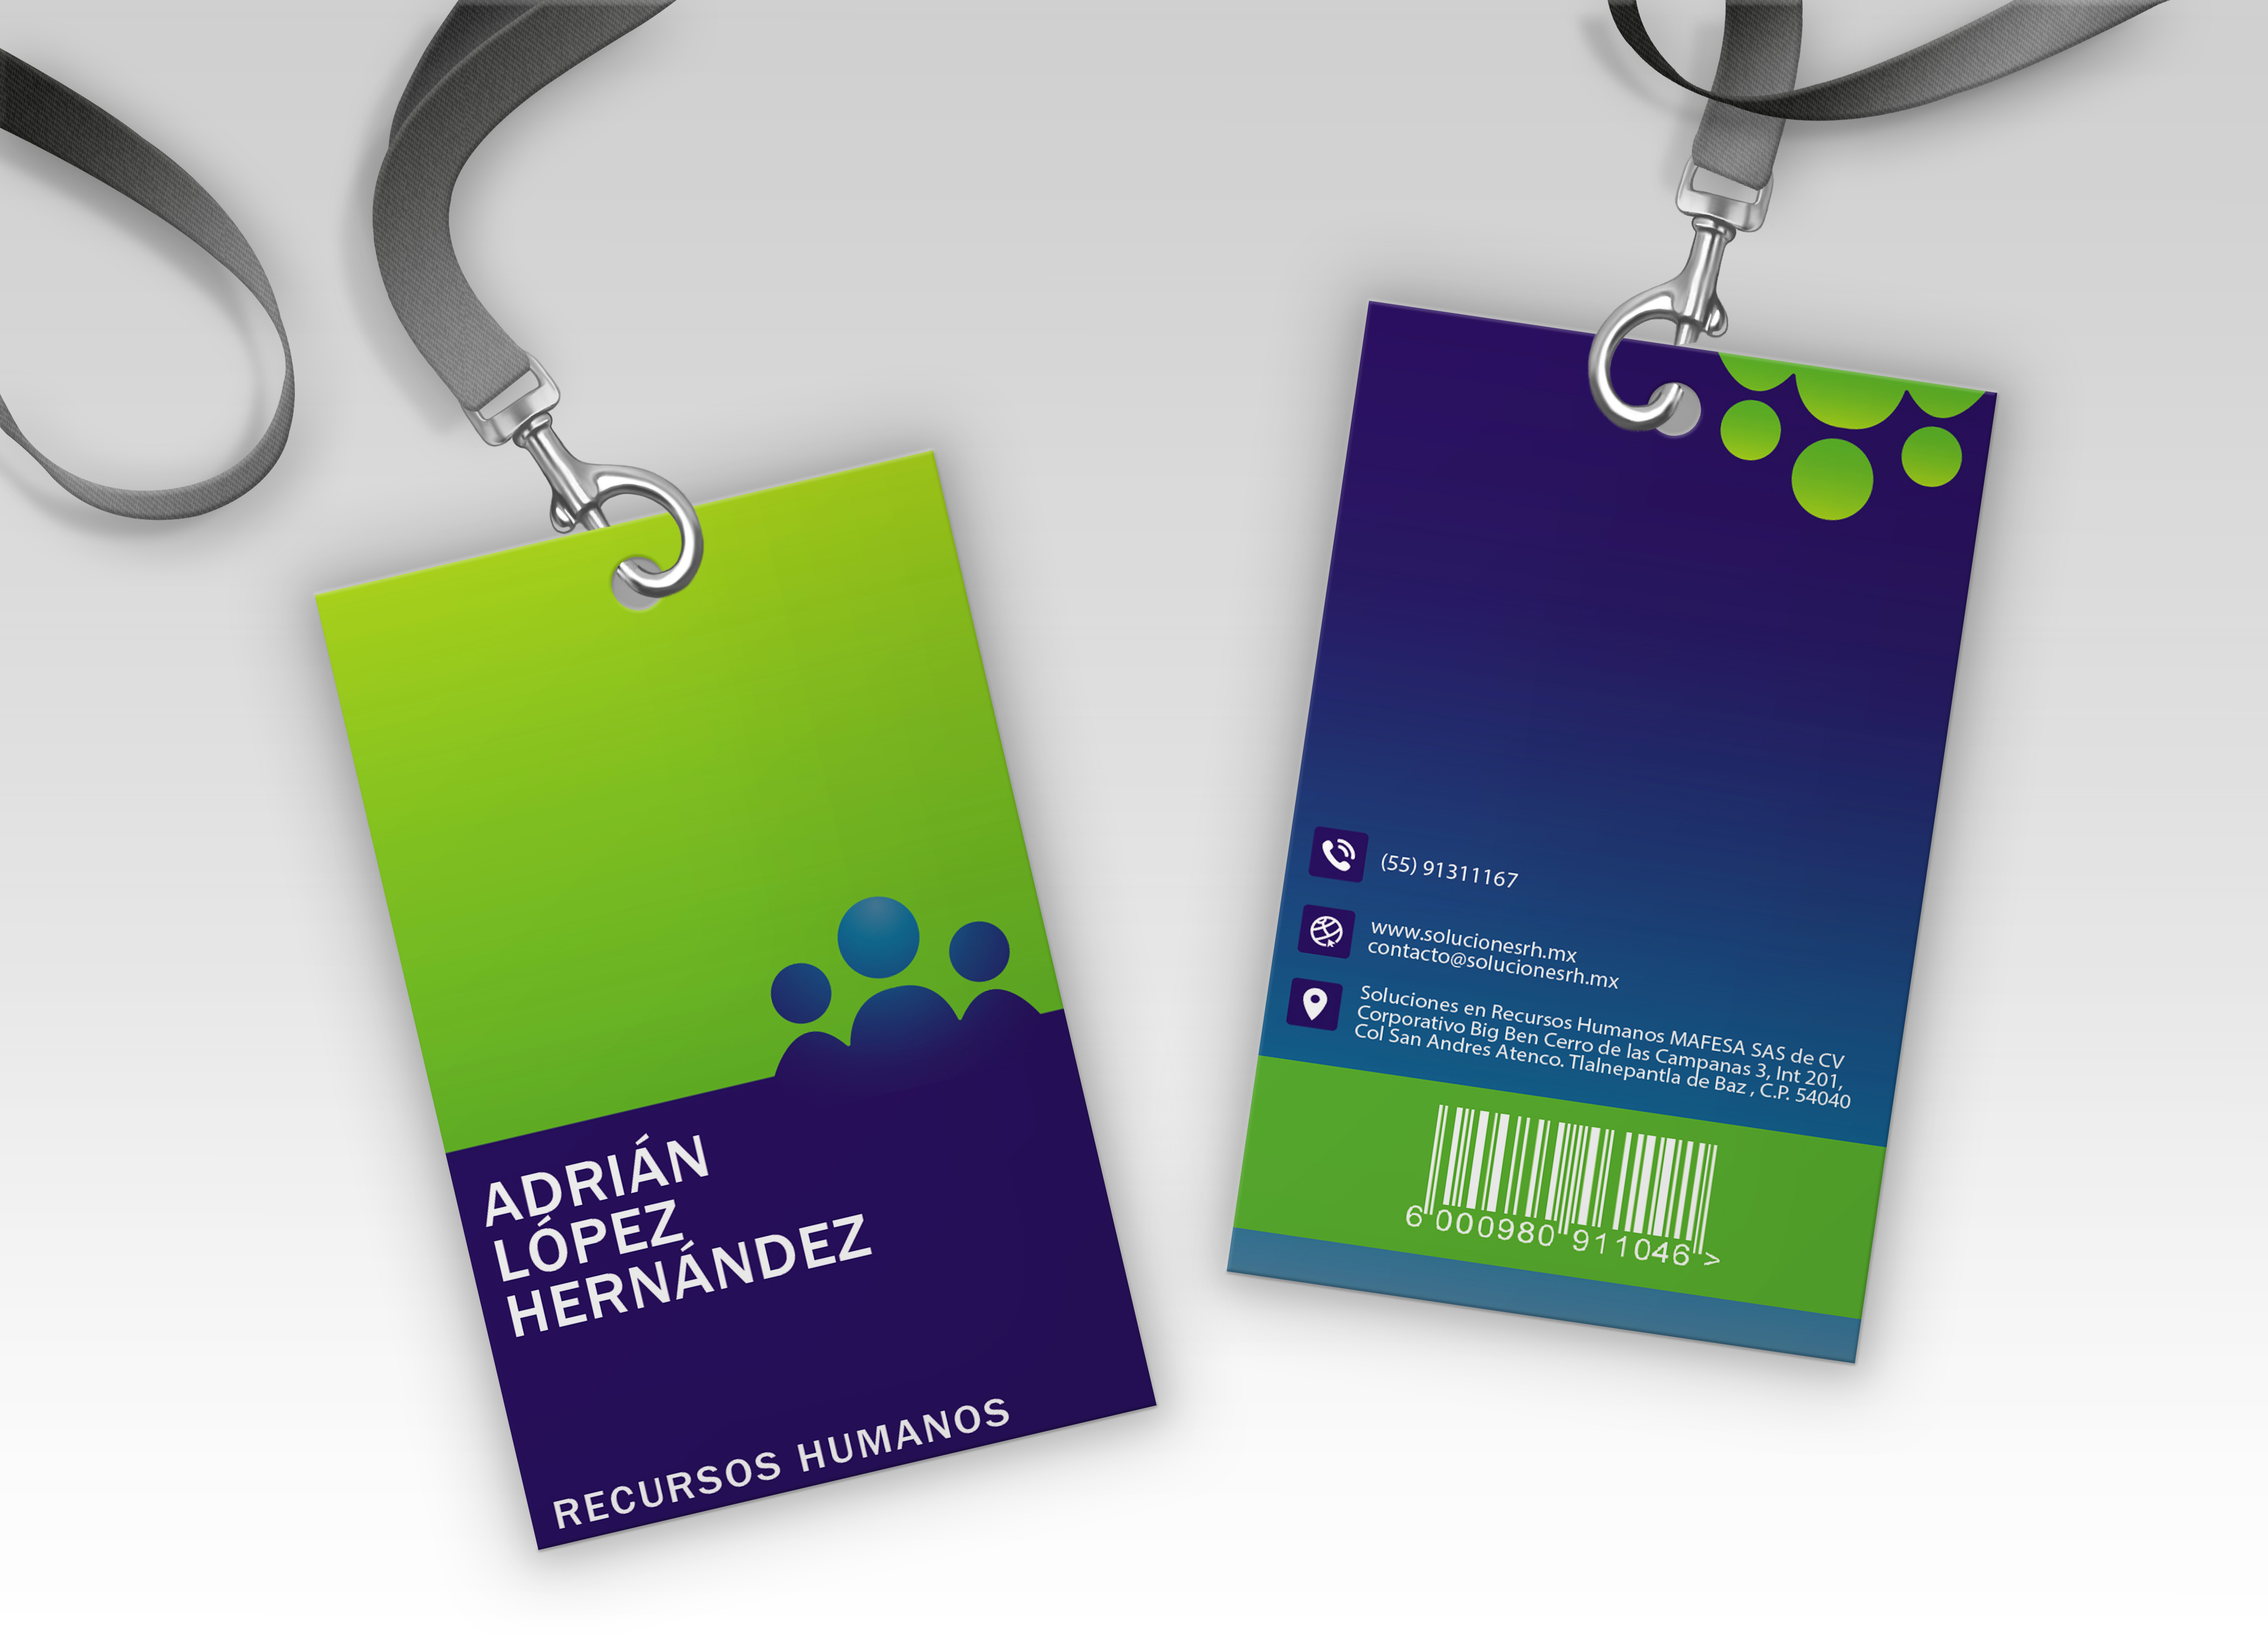 ADRIÁN
LÓPEZ
HERNÁNDEZ
RECURSOS HUMANOS
(55) 91311167
www.solucionesrh.mx
contacto@solucionesrh.mx
Soluciones en Recursos Humanos MAFESA SAS de CV
Corporativo Big Ben Cerro de las Campanas 3, Int 201,
Col San Andres Atenco. Tlalnepantla de Baz , C.P. 54040
6 000980 911046 >